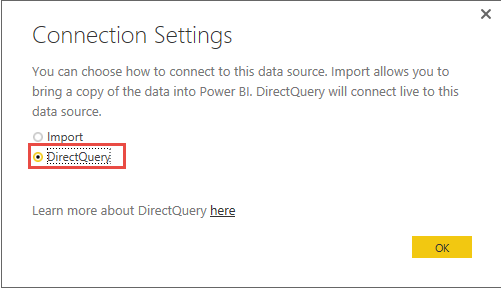 Connection Settings
You can choose how to connect to this data source. Import allows you to
bring a copy of the data into Power BI. DirectQuery will connect live to this
data source.
Import
DirectQuery
Learn more about DirectQuery here
OK